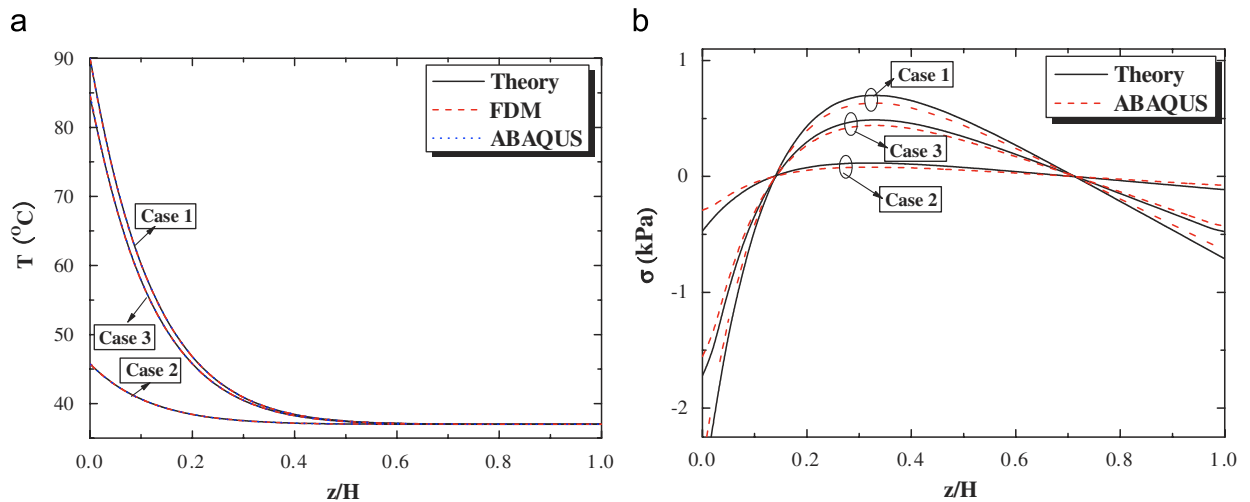 a
90
80
70
60
50
40
T (°C)
0.0 0.2 0.4 0.6 0.8 1.0
z/H
Theory
FDM
ABAQUS
Case 1
Case 3
Case 2
b
1
0
-1
-2
σ (kPa)
0.0 0.2 0.4 0.6 0.8 1.0
z/H
Theory
ABAQUS
Case 1
Case 3
Case 2